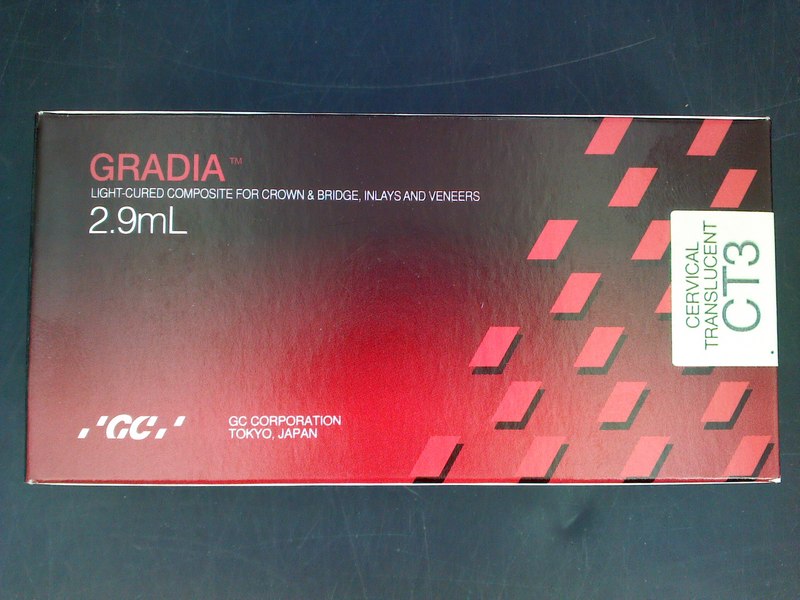 GRADIA™
LIGHT-CURED COMPOSITE FOR CROWN & BRIDGE, INLAYS AND VENEERS
2.9mL
CERVICAL
TRANSLUCENT
CT3
GC
GC CORPORATION
TOKYO, JAPAN